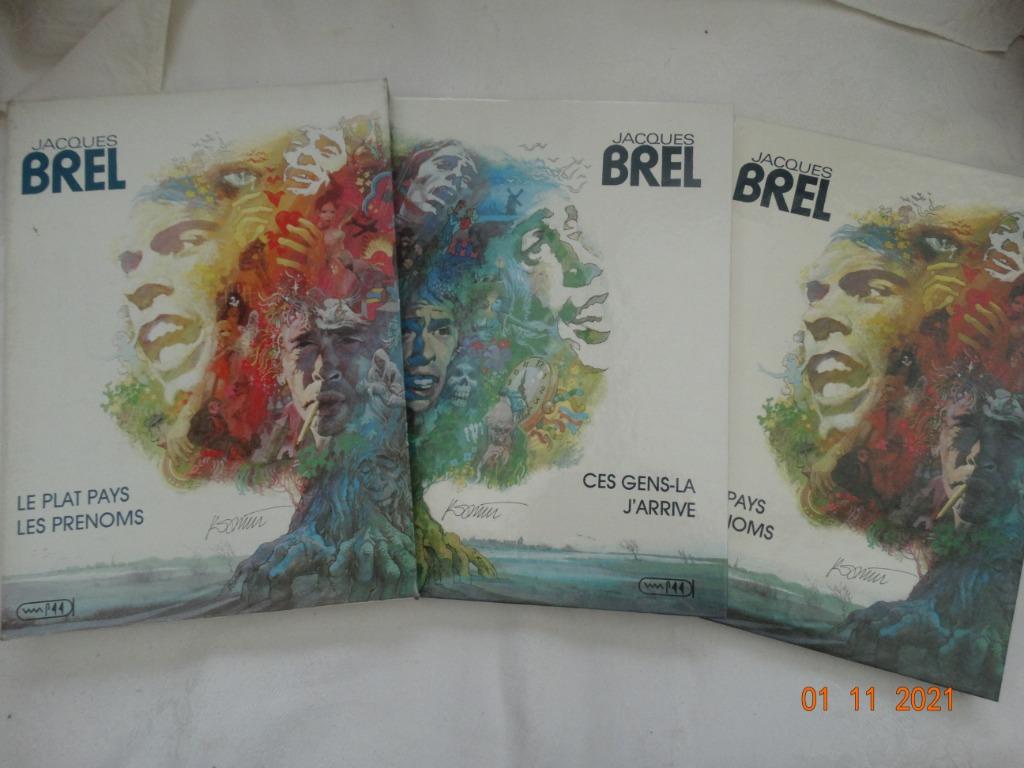 JACQUES
BREL
LE PLAT PAYS
LES PRENOMS
JACQUES
BREL
CES GENS-LA
J'ARRIVE
JACQUES
BREL
PAYS
NOMS
01 11 2021